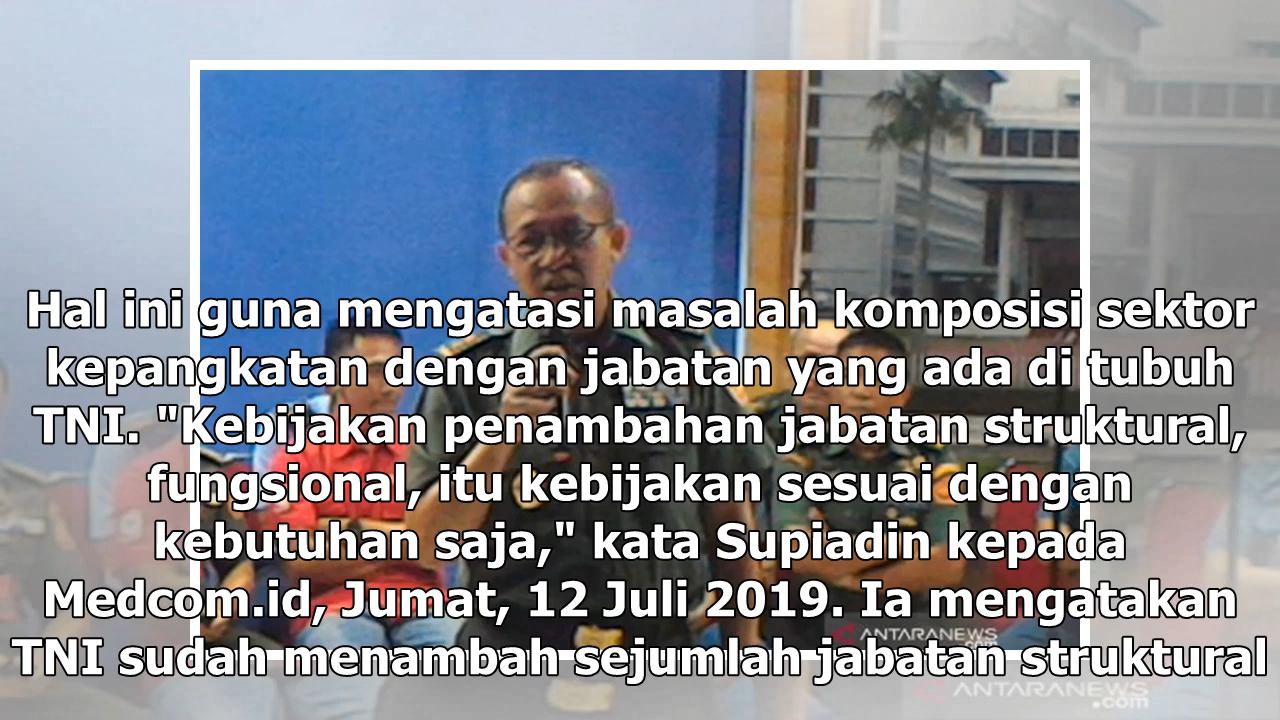 Hal ini guna mengatasi masalah komposisi sektor
kepangkatan dengan jabatan yang ada di tubuh
TNI. "Kebijakan penambahan jabatan struktural,
fungsional, itu kebijakan sesuai dengan
kebutuhan saja," kata Supiadin kepada
Medcom.id, Jumat, 12 Juli 2019. Ia mengatakan
TNI sudah menambah sejumlah jabatan struktural
ANTARANEWS
.com
ANTARANEWS
.com